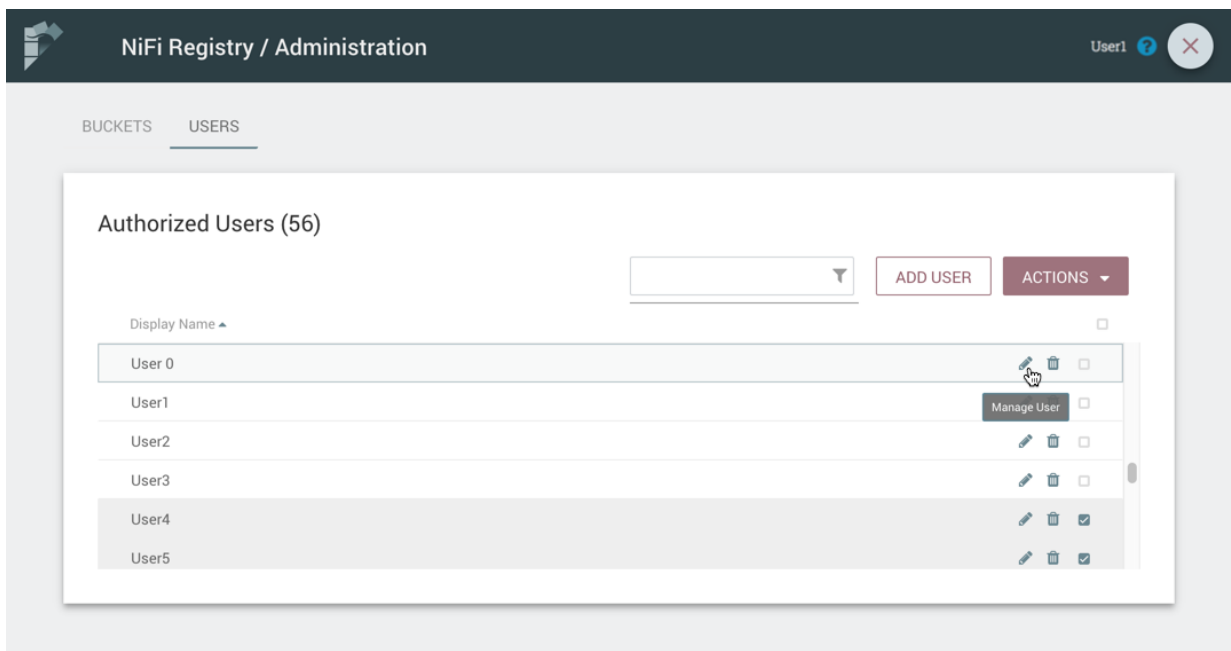 NiFi Registry / Administration
User1 ?
BUCKETS USERS
Authorized Users (56)
ADD USER ACTIONS
Display Name
User 0
User1
Manage User
User2
User3
User4
User5